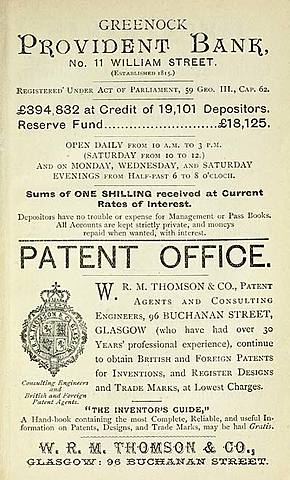 GREENOCK
PROVIDENT BANK,
No. 11 WILLIAM STREET.
(ESTABLISHED 1815.)
REGISTERED UNDER ACT OF PARLIAMENT, 59 GEO. III., CAP. 62.
£394,832 at Credit of 19,101 Depositors.
Reserve Fund....................£18,125.
OPEN DAILY FROM 10 A.M. TO 3 P.M.
(SATURDAY FROM 10 TO 12.)
AND ON MONDAY, WEDNESDAY, AND SATURDAY
EVENINGS FROM HALF-PAST 6 TO 8 O'CLOCK.
Sums of ONE SHILLING received at Current
Rates of Interest.
Depositors have no trouble or expense for Management or Pass Books.
All Accounts are kept strictly private, and moneys
repaid when wanted, with interest.
PATENT OFFICE.
W. R. M. THOMSON & CO., PATENT
AGENTS AND CONSULTING
ENGINEERS, 96 BUCHANAN STREET,
GLASGOW (who have had over 30
YEARS' professional experience), continue
to obtain BRITISH AND FOREIGN PATENTS
for INVENTIONS, and REGISTER DESIGNS
and TRADE MARKS, at Lowest Charges.
Consulting Engineers
and
British and Foreign
Patent Agents.
"THE INVENTOR'S GUIDE,"
A Hand-book containing the most Complete, Reliable, and useful In-
formation on Patents, Designs, and Trade Marks, may be had Gratis.
W. R. M. THOMSON & CO.,
GLASGOW: 96 BUCHANAN STREET.